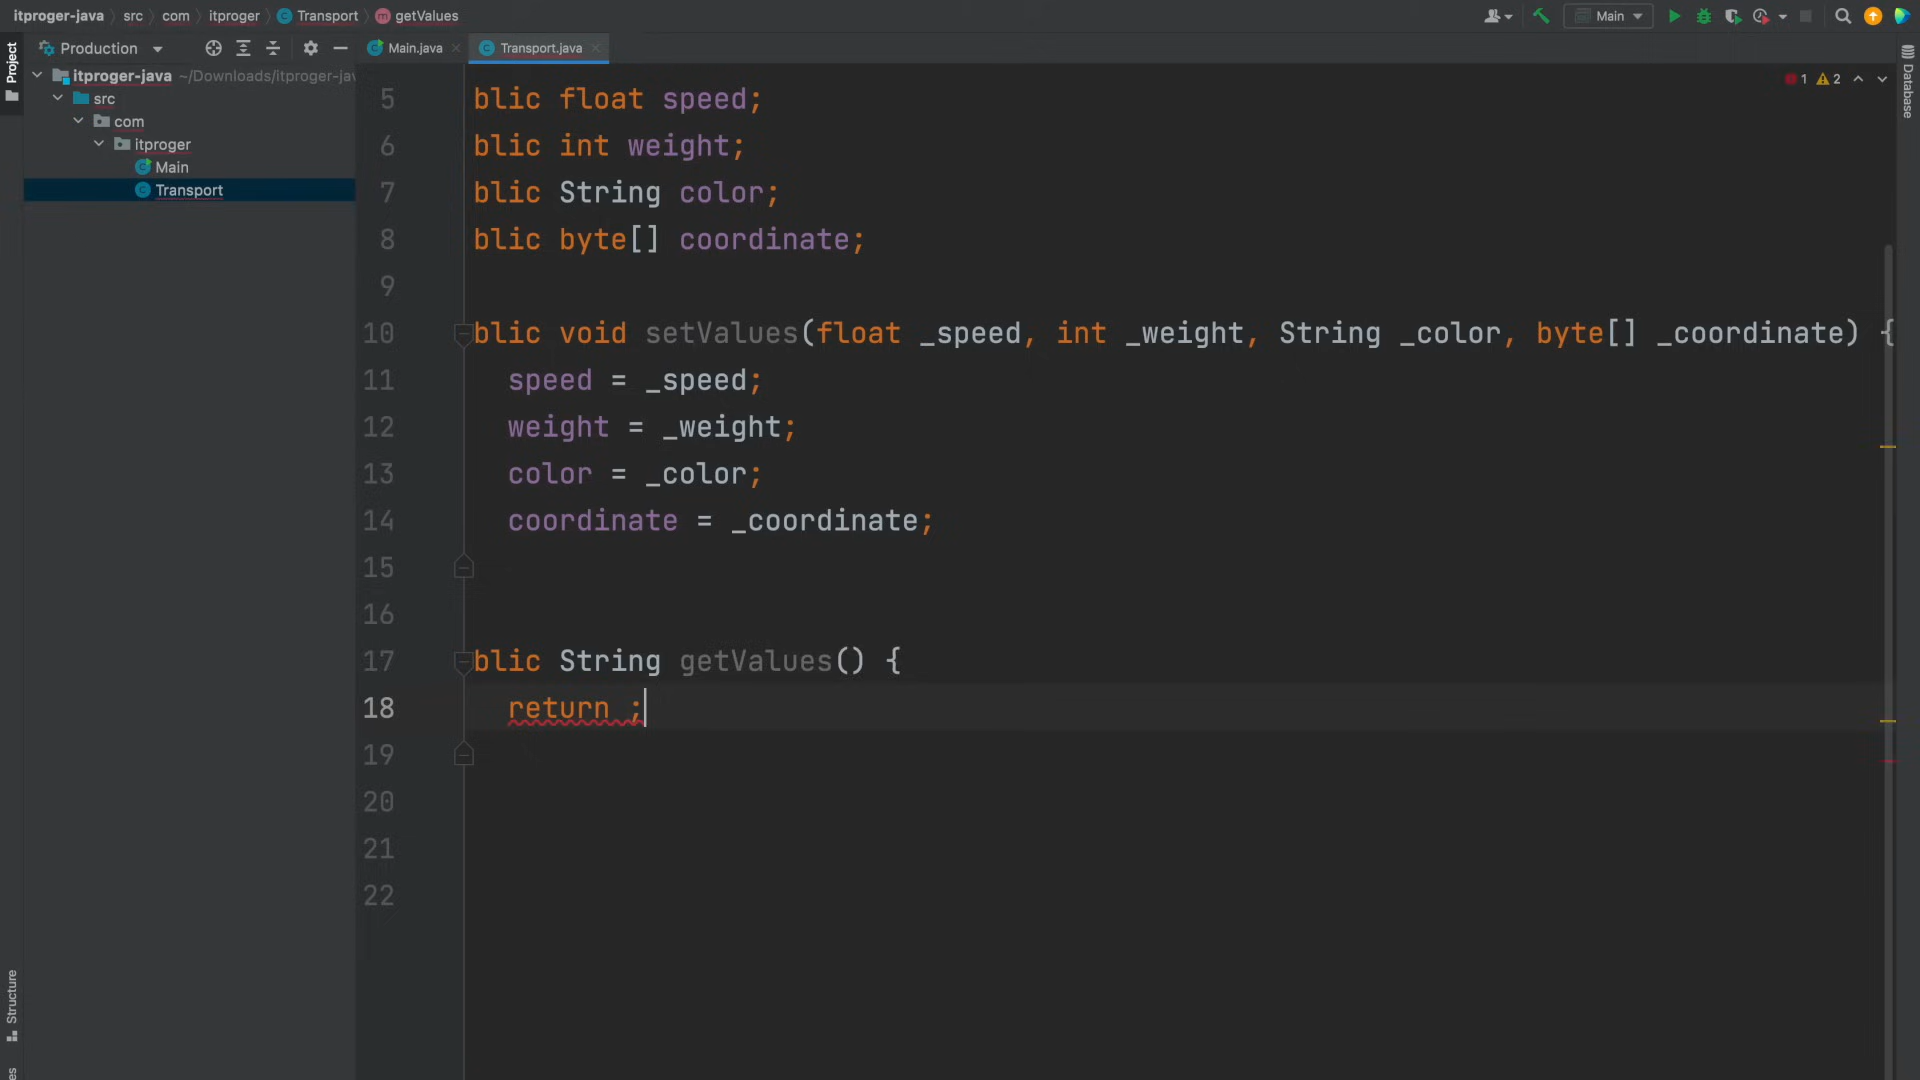 itproger-java src com itproger Transport getValues Main
Project Production Main.java Transport.java
itproger-java ~/Downloads/itproger-jav
src
com
itproger
Main
Transport
1 2
Database
5 blic float speed;
6 blic int weight;
7 blic String color;
8 blic byte[] coordinate;
9
10 blic void setValues(float _speed, int _weight, String _color, byte[] _coordinate) {
11 speed = _speed;
12 weight = _weight;
13 color = _color;
14 coordinate = _coordinate;
15
16
17 blic String getValues() {
18 return ;
19
20
21
22
Structure
es